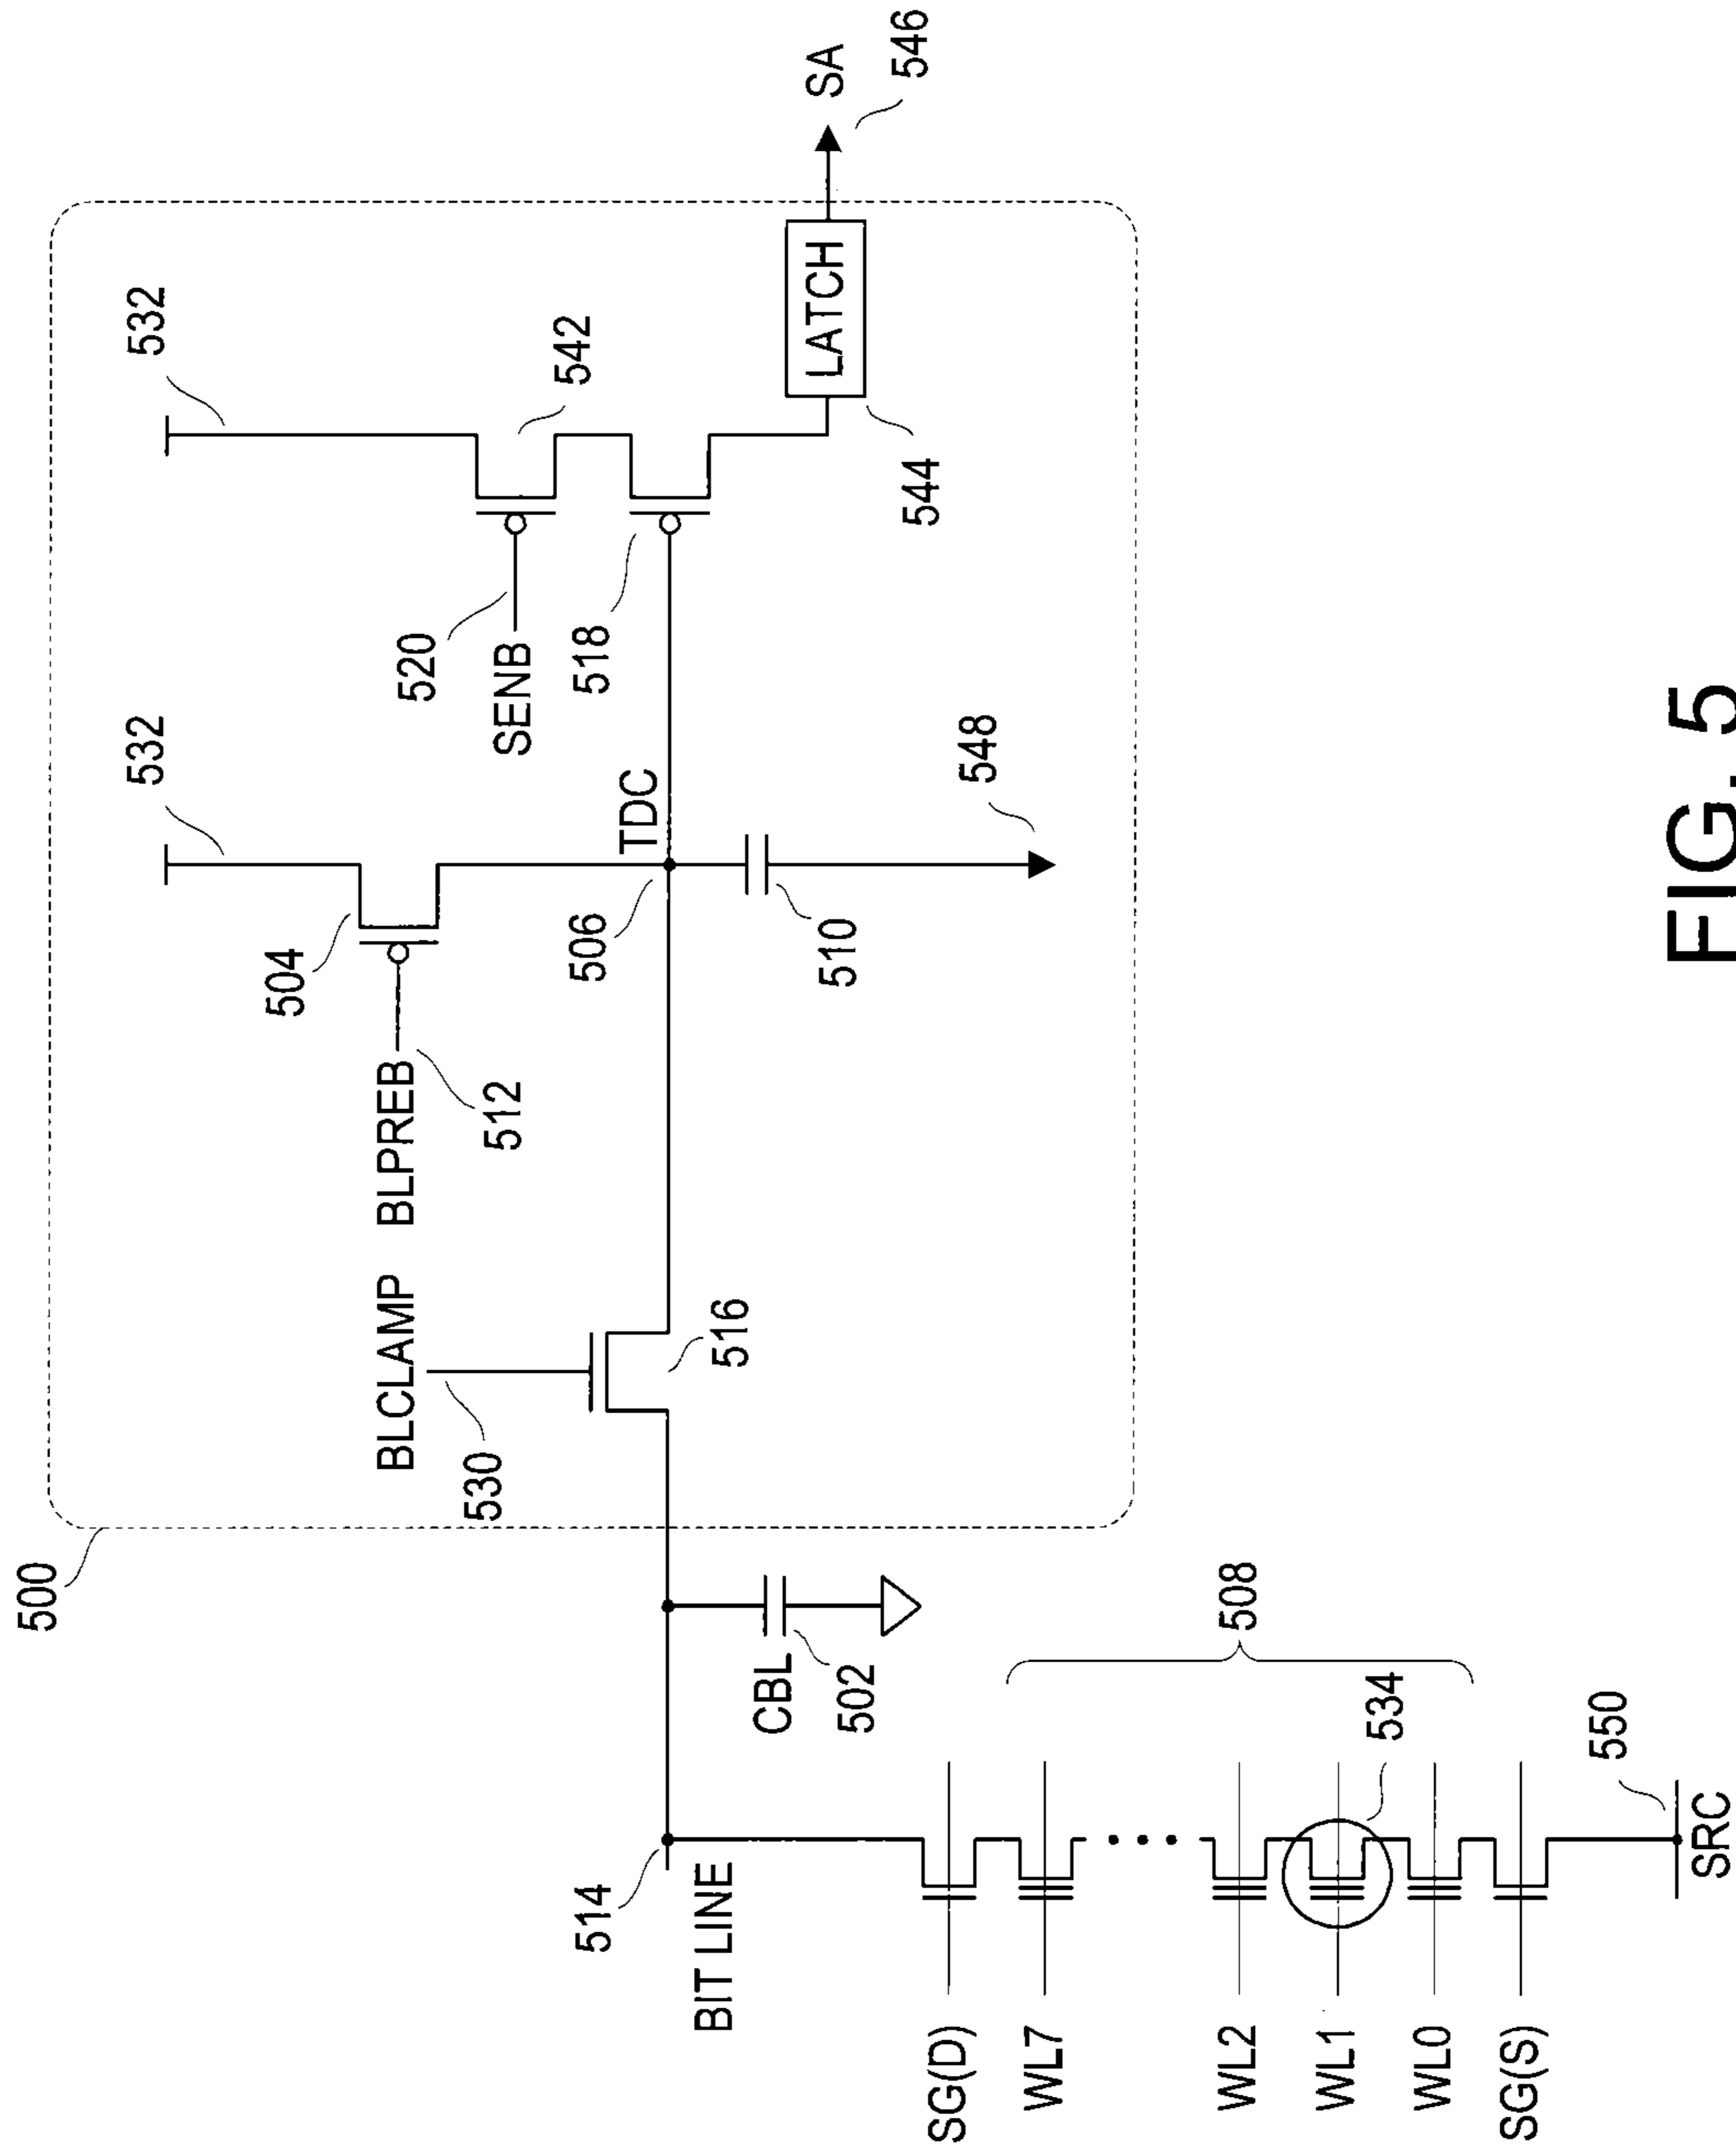 500
532
532
504
BLPREB
512
BLCLAMP
530
520
SENB
542
518
TDC
506
510
548
516
LATCH
544
SA
546
514
BIT LINE
CBL
502
508
SG(D)
WL7
WL2
WL1
534
WL0
SG(S)
550
SRC
FIG. 5